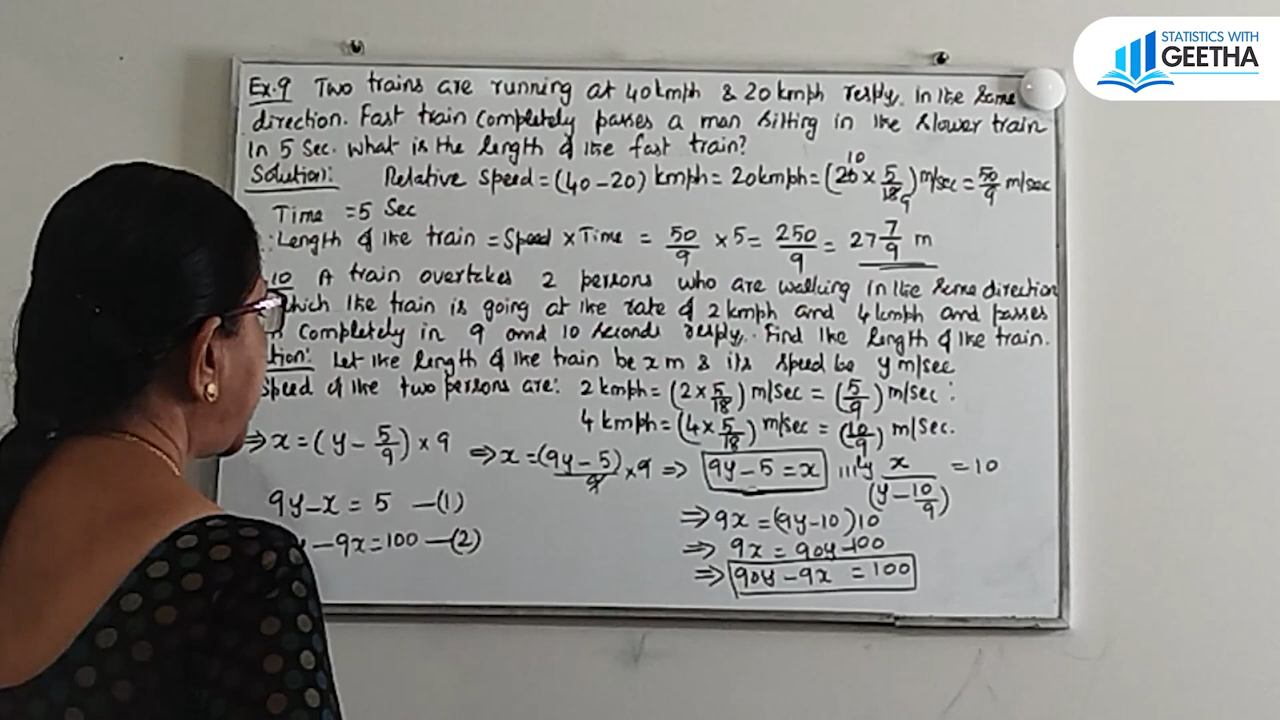 STATISTICS WITH
GEETHA
Ex.9 Two trains are running at 40 kmph & 20 kmph resply. in the same
direction. Fast train completely passes a man sitting in the slower train
in 5 Sec. what is the length of the fast train?
Solution: Relative Speed = (40-20) kmph = 20kmph = (20 × 5/18) m/sec = 50/9 m/sec
10
9
Time = 5 Sec
∴ Length of the train = Speed × Time = 50/9 × 5 = 250/9 = 27 7/9 m
10 A train overtakes 2 persons who are walking in the same direction
which the train is going at the rate of 2 kmph and 4 kmph and passes
completely in 9 and 10 seconds resply. Find the length of the train.
tion: Let the length of the train be x m & its speed be y m/sec
Speed of the two persons are: 2 kmph = (2 × 5/18) m/sec = (5/9) m/sec :
4 kmph = (4 × 5/18) m/sec = (10/9) m/sec.
⇒ x = (y - 5/9) × 9 ⇒ x = (9y-5)/9 × 9 ⇒ 9y-5 = x |||ly x/(y - 10/9) = 10
9y-x = 5 —(1)
⇒ 9x = (9y-10)10
-9x = 100 —(2)
⇒ 9x = 90y-100
⇒ 90y-9x = 100